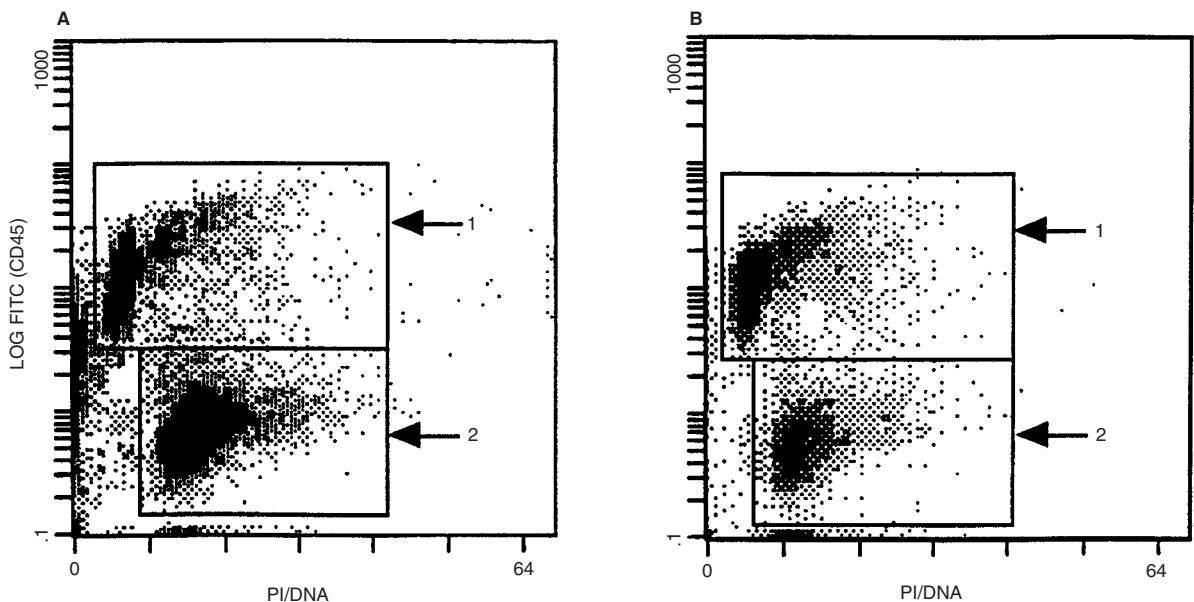 A
B
1000
1000
LOG FITC (CD45)
1
1
2
2
.1
.1
0
64
0
64
PI/DNA
PI/DNA